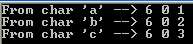 From char 'a' --> 6 0 1
From char 'b' --> 6 0 2
From char 'c' --> 6 0 3